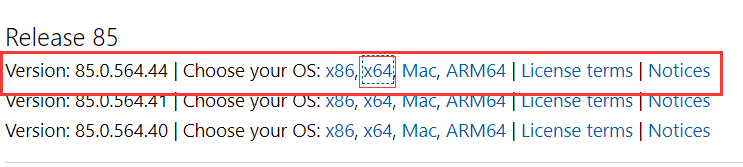 Release 85
Version: 85.0.564.44 | Choose your OS: x86, x64, Mac, ARM64 | License terms | Notices
Version: 85.0.564.41 | Choose your OS: x86, x64, Mac, ARM64 | License terms | Notices
Version: 85.0.564.40 | Choose your OS: x86, x64, Mac, ARM64 | License terms | Notices